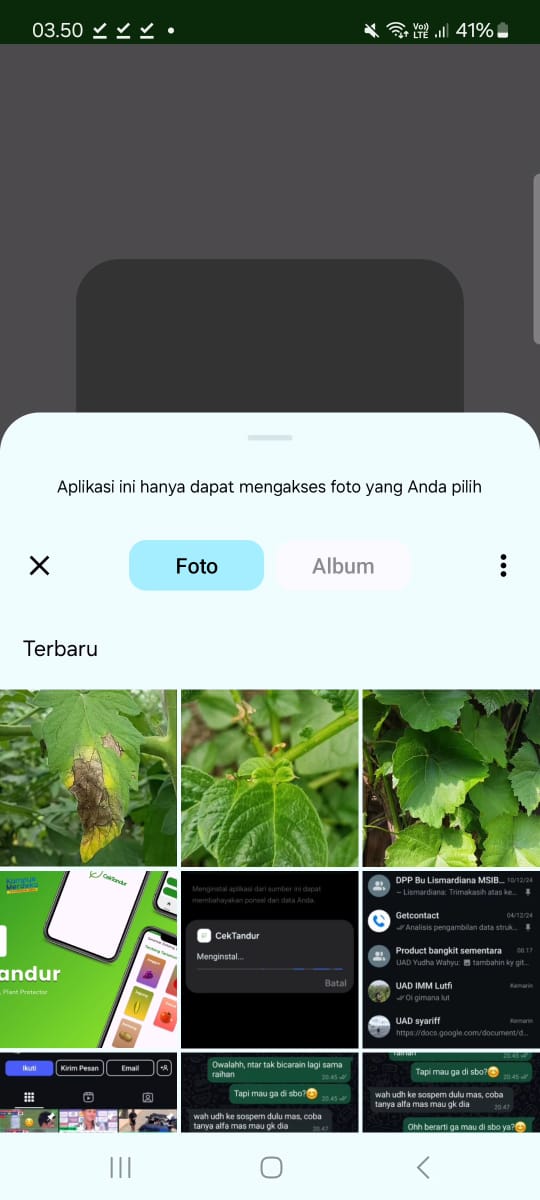 03.50
Vo))
LTE
41%
Aplikasi ini hanya dapat mengakses foto yang Anda pilih
Foto
Album
Terbaru
Kampus
Merdeka
CekTandur
andur
Plant Protector
Menginstal aplikasi dari sumber ini dapat
membahayakan ponsel dan data Anda.
CekTandur
Menginstal...
Batal
DPP Bu Lismardiana MSIB... 10/12/24
~ Lismardiana: Trimakasih atas ke...
Getcontact 04/12/24
Analisis pengambilan data struk...
Product bangkit sementara 08.17
UAD Yudha Wahyu: tambahin ky git...
UAD IMM Lutfi Kemarin
Oi gimana lut
UAD syariff Kemarin
https://docs.google.com/document/d...
Ikuti
Kirim Pesan
Email
Owalahh, ntar tak bicarain lagi sama
raihan
20.45
Tapi mau ga di sbo?
20.45
wah udh ke sospem dulu mas, coba
tanya alfa mas mau gk dia
20.47
raihan
20.45
Tapi mau ga di sbo?
20.45
wah udh ke sospem dulu mas, coba
tanya alfa mas mau gk dia
20.47
Ohh berarti ga mau di sbo ya?